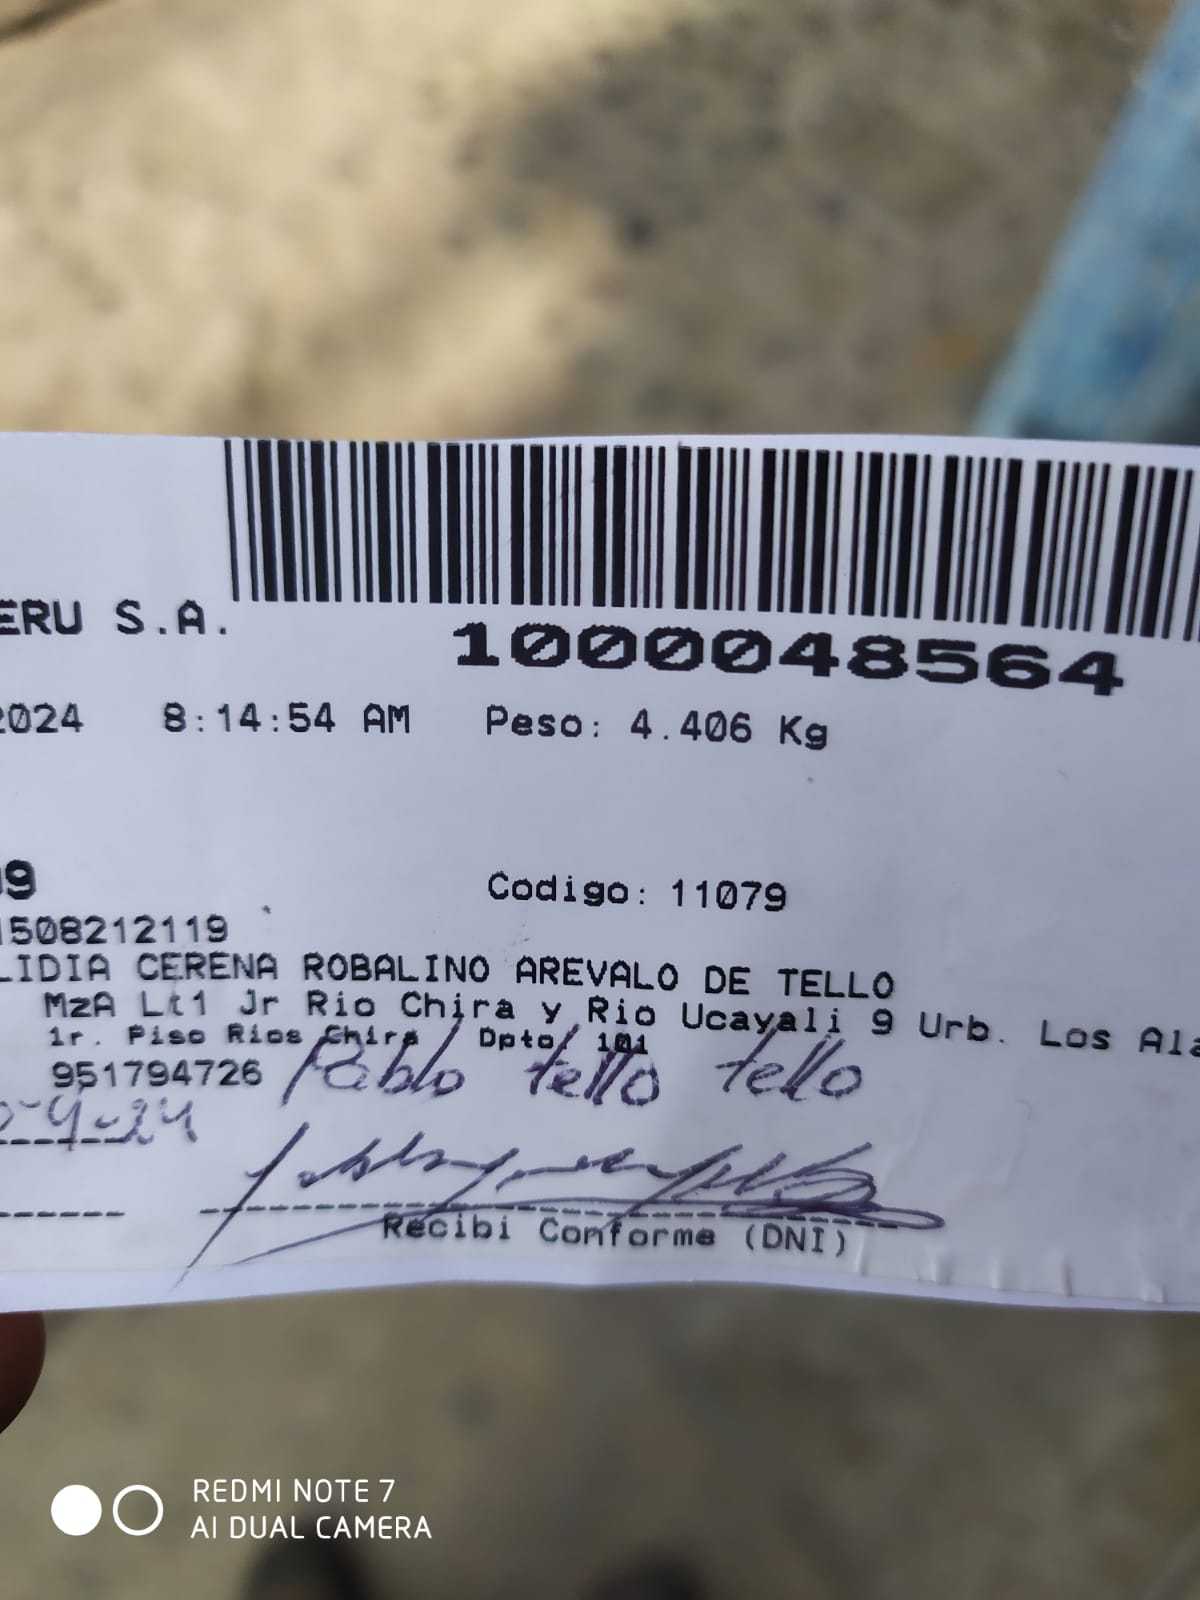 ERU S.A.
1000048564
2024 8:14:54 AM Peso: 4.406 Kg
09 Codigo: 11079
1508212119
LIDIA CERENA ROBALINO AREVALO DE TELLO
MzA Lt1 Jr Rio Chira y Rio Ucayali 9 Urb. Los Ala
1r. Piso Rios Chira Dpto 101
951794726 Pablo tello tello
-9-24
Recibi Conforme (DNI)
REDMI NOTE 7
AI DUAL CAMERA